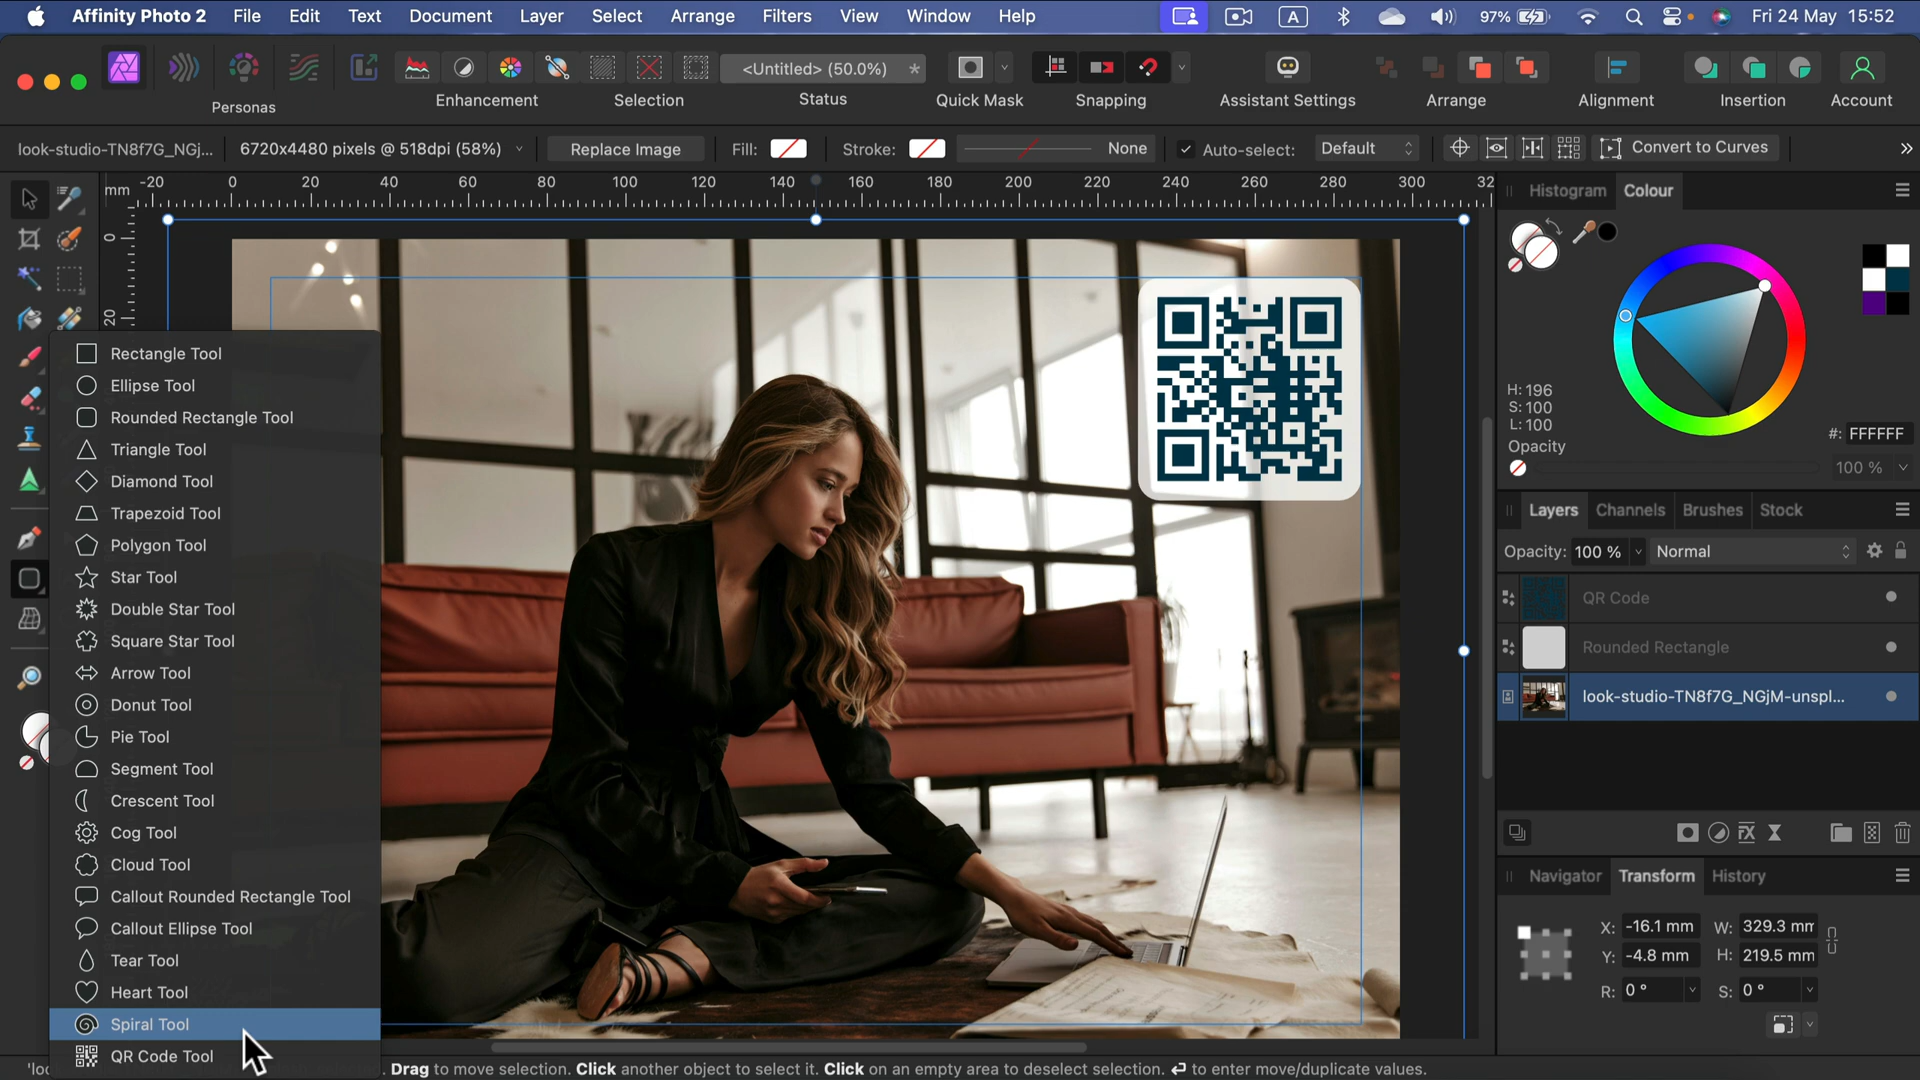 Affinity Photo 2 File Edit Text Document Layer Select Arrange Filters View Window Help A 97% Fri 24 May 15:52
<Untitled> (50.0%) *
Personas Enhancement Selection Status Quick Mask Snapping Assistant Settings Arrange Alignment Insertion Account
look-studio-TN8f7G_NGj... 6720x4480 pixels @ 518dpi (58%) Replace Image Fill: Stroke: None Auto-select: Default Convert to Curves »
mm -20 0 20 40 60 80 100 120 140 160 180 200 220 240 260 280 300 32
0
20
Rectangle Tool
Ellipse Tool
Rounded Rectangle Tool
Triangle Tool
Diamond Tool
Trapezoid Tool
Polygon Tool
Star Tool
Double Star Tool
Square Star Tool
Arrow Tool
Donut Tool
Pie Tool
Segment Tool
Crescent Tool
Cog Tool
Cloud Tool
Callout Rounded Rectangle Tool
Callout Ellipse Tool
Tear Tool
Heart Tool
Spiral Tool
QR Code Tool
Histogram Colour
H: 196
S: 100
L: 100
#: FFFFFF
Opacity
100 %
Layers Channels Brushes Stock
Opacity: 100 % Normal
QR Code
Rounded Rectangle
look-studio-TN8f7G_NGjM-unspl...
Navigator Transform History
X: -16.1 mm W: 329.3 mm
Y: -4.8 mm H: 219.5 mm
R: 0 ° S: 0 °
'loo Drag to move selection. Click another object to select it. Click on an empty area to deselect selection. ↵ to enter move/duplicate values.